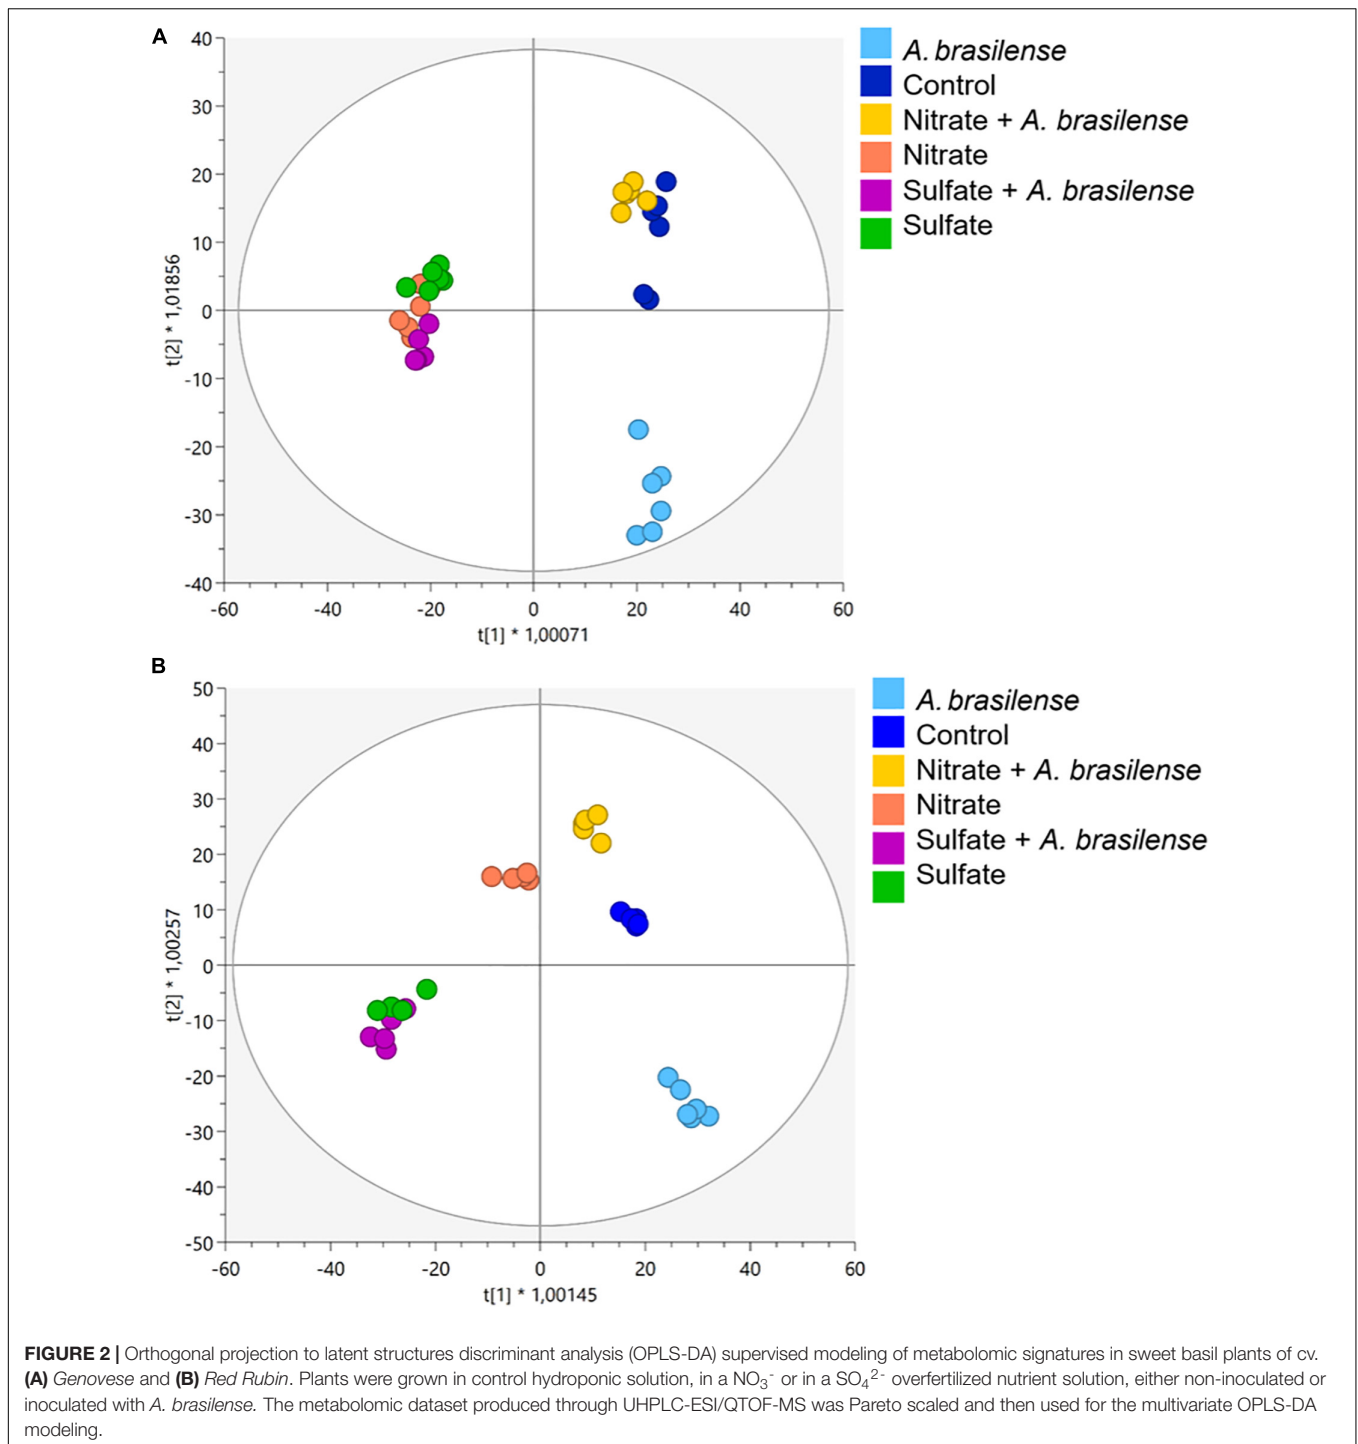 A
40
30
20
10
0
-10
-20
-30
-40
-60 -40 -20 0 20 40 60
t[2] * 1,01856
t[1] * 1,00071
A. brasilense
Control
Nitrate + A. brasilense
Nitrate
Sulfate + A. brasilense
Sulfate
B
50
40
30
20
10
0
-10
-20
-30
-40
-50
-60 -40 -20 0 20 40 60
t[2] * 1,00257
t[1] * 1,00145
A. brasilense
Control
Nitrate + A. brasilense
Nitrate
Sulfate + A. brasilense
Sulfate
FIGURE 2 | Orthogonal projection to latent structures discriminant analysis (OPLS-DA) supervised modeling of metabolomic signatures in sweet basil plants of cv.
(A) Genovese and (B) Red Rubin. Plants were grown in control hydroponic solution, in a NO₃⁻ or in a SO₄²⁻ overfertilized nutrient solution, either non-inoculated or
inoculated with A. brasilense. The metabolomic dataset produced through UHPLC-ESI/QTOF-MS was Pareto scaled and then used for the multivariate OPLS-DA
modeling.